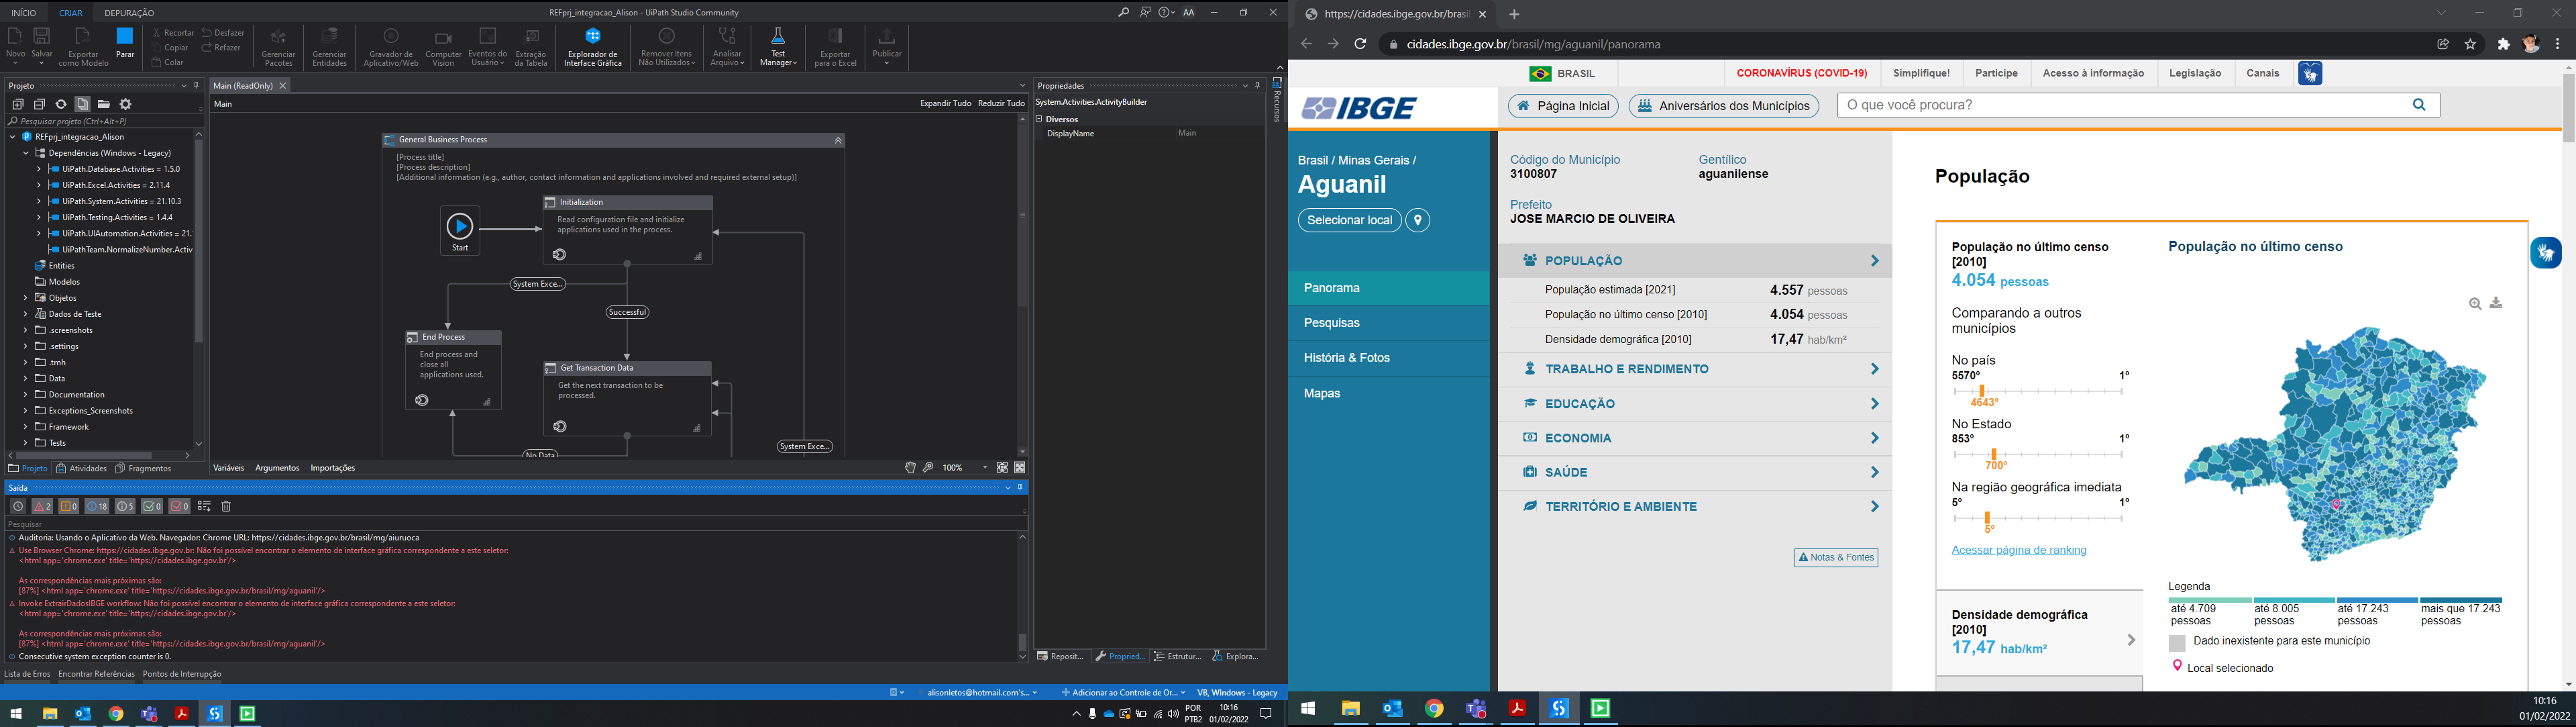 INÍCIO CRIAR DEPURAÇÃO
REFprj_integracao_Alison - UiPath Studio Community
AA
Novo
Salvar
Exportar como Modelo
Parar
Recortar
Copiar
Colar
Desfazer
Refazer
Gerenciar Pacotes
Gerenciar Entidades
Gravador de Aplicativo/Web
Computer Vision
Eventos do Usuário
Extração da Tabela
Explorador de Interface Gráfica
Remover Itens Não Utilizados
Analisar Arquivo
Test Manager
Exportar para o Excel
Publicar
Projeto
Pesquisar projeto (Ctrl+Alt+P)
REFprj_integracao_Alison
Dependências (Windows - Legacy)
UiPath.Database.Activities = 1.5.0
UiPath.Excel.Activities = 2.11.4
UiPath.System.Activities = 21.10.3
UiPath.Testing.Activities = 1.4.4
UiPath.UIAutomation.Activities = 21.
UiPathTeam.NormalizeNumber.Activ
Entities
Modelos
Objetos
Dados de Teste
.screenshots
.settings
.tmh
Data
Documentation
Exceptions_Screenshots
Framework
Tests
Projeto Atividades Fragmentos
Main (ReadOnly)
Main
Expandir Tudo Reduzir Tudo
General Business Process
[Process title]
[Process description]
[Additional information (e.g., author, contact information and applications involved and required external setup)]
Start
Initialization
Read configuration file and initialize
applications used in the process.
System Exce...
Successful
End Process
End process and
close all
applications used.
Get Transaction Data
Get the next transaction to be
processed.
System Exce...
No Data
Variáveis Argumentos Importações
100%
Propriedades
System.Activities.ActivityBuilder
Diversos
DisplayName Main
Recursos
Reposit... Propried... Estrutur... Explora...
Saída
2 0 18 5 0 0
Pesquisar
Auditoria: Usando o Aplicativo da Web. Navegador: Chrome URL: https://cidades.ibge.gov.br/brasil/mg/aiuruoca
Use Browser Chrome: https://cidades.ibge.gov.br: Não foi possível encontrar o elemento de interface gráfica correspondente a este seletor:
<html app='chrome.exe' title='https://cidades.ibge.gov.br'/>
As correspondências mais próximas são:
[87%] <html app='chrome.exe' title='https://cidades.ibge.gov.br/brasil/mg/aguanil'/>
Invoke ExtrairDadosIBGE workflow: Não foi possível encontrar o elemento de interface gráfica correspondente a este seletor:
<html app='chrome.exe' title='https://cidades.ibge.gov.br'/>
As correspondências mais próximas são:
[87%] <html app='chrome.exe' title='https://cidades.ibge.gov.br/brasil/mg/aguanil'/>
Consecutive system exception counter is 0.
Lista de Erros Encontrar Referências Pontos de Interrupção
alisonletos@hotmail.com's...
Adicionar ao Controle de Or...
VB, Windows - Legacy
POR
PTB2
10:16
01/02/2022
https://cidades.ibge.gov.br/brasil
cidades.ibge.gov.br/brasil/mg/aguanil/panorama
BRASIL
CORONAVÍRUS (COVID-19) Simplifique! Participe Acesso à informação Legislação Canais
IBGE
Página Inicial
Aniversários dos Municípios
O que você procura?
Brasil / Minas Gerais /
Aguanil
Selecionar local
Panorama
Pesquisas
História & Fotos
Mapas
Código do Município
3100807
Gentílico
aguanilense
Prefeito
JOSE MARCIO DE OLIVEIRA
POPULAÇÃO
População estimada [2021] 4.557 pessoas
População no último censo [2010] 4.054 pessoas
Densidade demográfica [2010] 17,47 hab/km²
TRABALHO E RENDIMENTO
EDUCAÇÃO
ECONOMIA
SAÚDE
TERRITÓRIO E AMBIENTE
Notas & Fontes
População
População no último censo
[2010]
4.054 pessoas
Comparando a outros
municípios
No país
5570º 1º
4643º
No Estado
853º 1º
700º
Na região geográfica imediata
5º 1º
5º
Acessar página de ranking
Densidade demográfica
[2010]
17,47 hab/km²
População no último censo
Legenda
até 4.709 pessoas
até 8.005 pessoas
até 17.243 pessoas
mais que 17.243 pessoas
Dado inexistente para este município
Local selecionado
10:16
01/02/2022